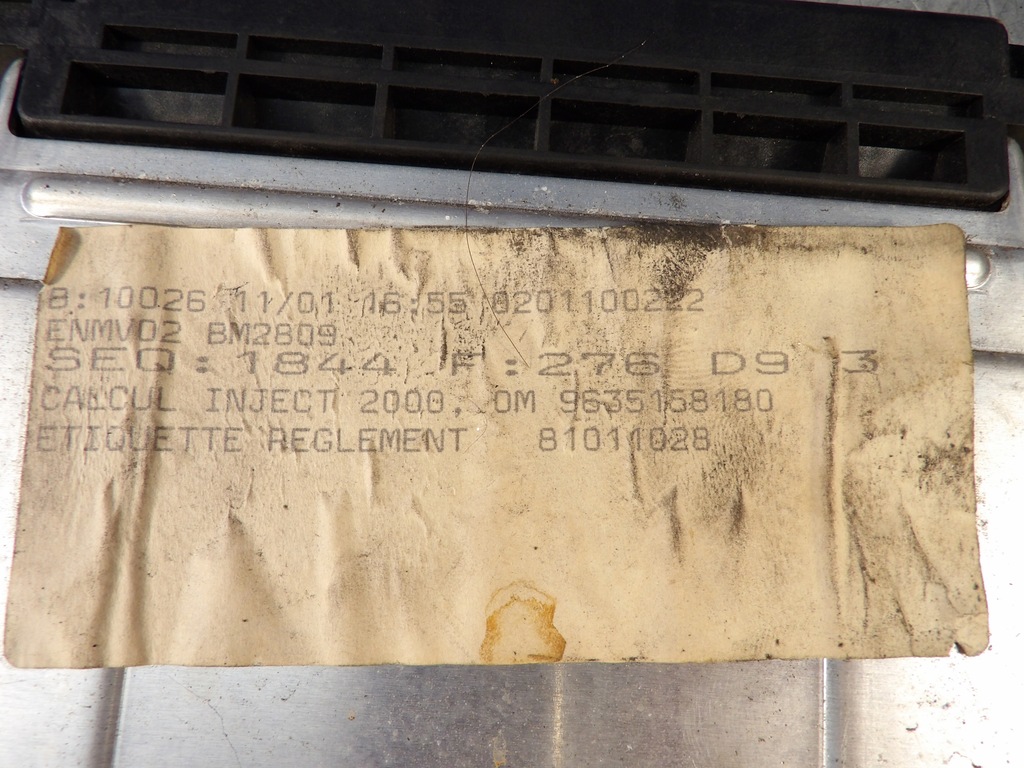 8:10026 11/01 16:55 0201100222
ENMV02 BM2809
SEQ: 1844 F:276 D9 3
CALCUL INJECT 2000, OM 9635158180
ETIQUETTE REGLEMENT 81011028